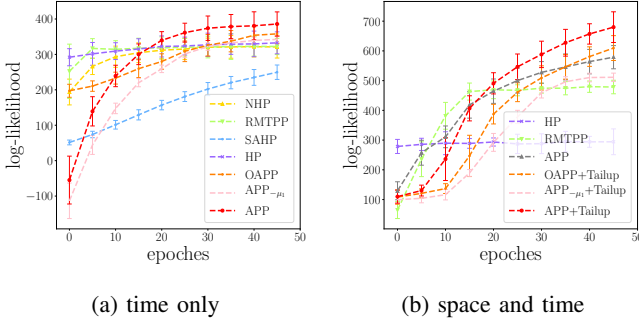 log-likelihood
400
300
200
100
0
−100
0
10
20
30
40
50
epoches
NHP
RMTPP
SAHP
HP
OAPP
APP−μ1
APP
(a) time only
log-likelihood
700
600
500
400
300
200
100
0
10
20
30
40
50
epoches
HP
RMTPP
APP
OAPP+Tailup
APP−μ1+Tailup
APP+Tailup
(b) space and time